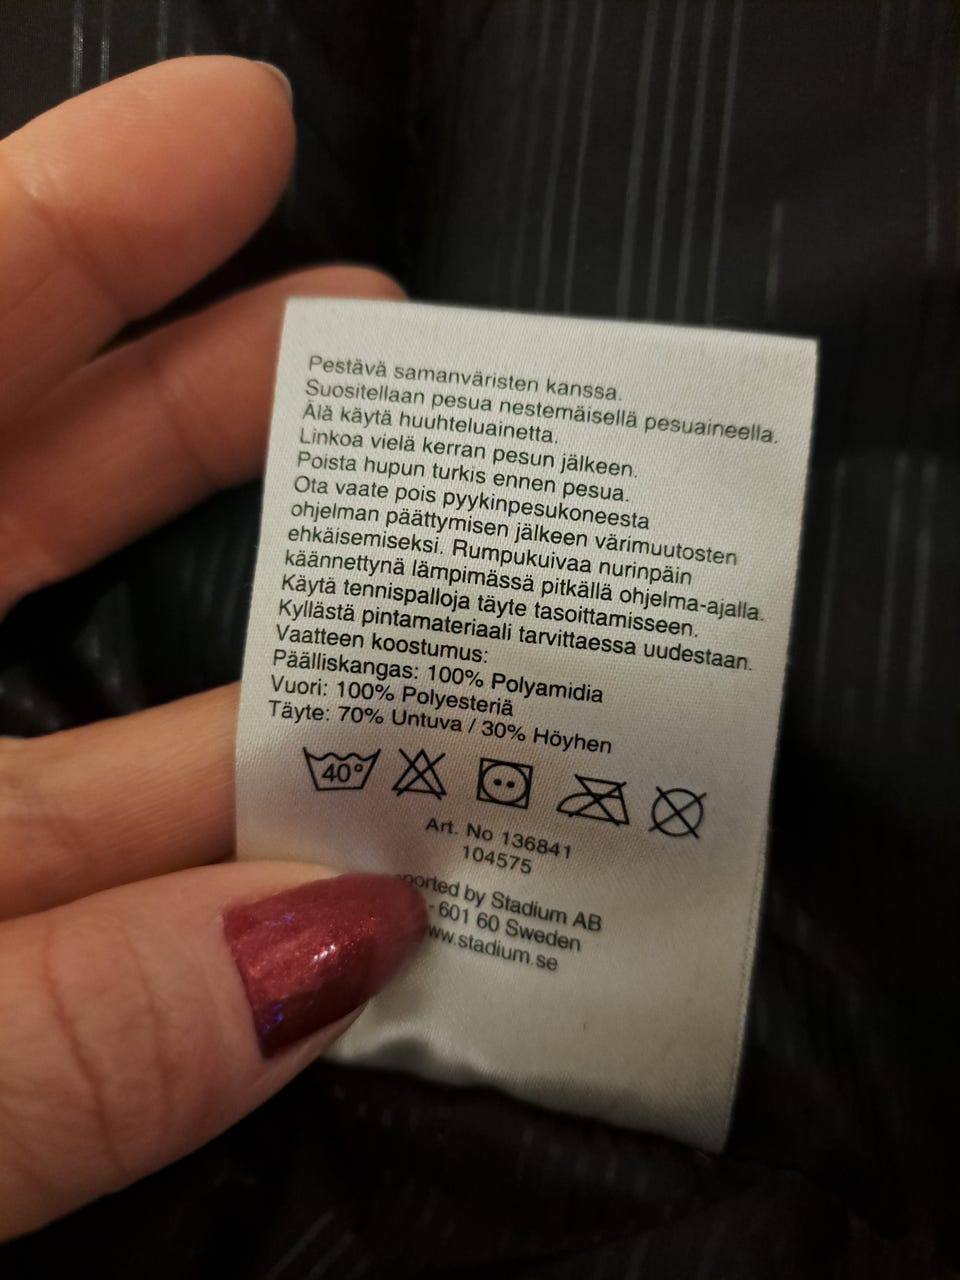 Pestävä samanväristen kanssa.
Suositellaan pesua nestemäisellä pesuaineella.
Älä käytä huuhteluainetta.
Linkoa vielä kerran pesun jälkeen.
Poista hupun turkis ennen pesua.
Ota vaate pois pyykinpesukoneesta
ohjelman päättymisen jälkeen värimuutosten
ehkäisemiseksi. Rumpukuivaa nurinpäin
käännettynä lämpimässä pitkällä ohjelma-ajalla.
Käytä tennispalloja täyte tasoittamisseen.
Kyllästä pintamateriaali tarvittaessa uudestaan.
Vaatteen koostumus:
Päälliskangas: 100% Polyamidia
Vuori: 100% Polyesteriä
Täyte: 70% Untuva / 30% Höyhen
40°
Art. No 136841
104575
by Stadium AB
- 601 60 Sweden
stadium.se